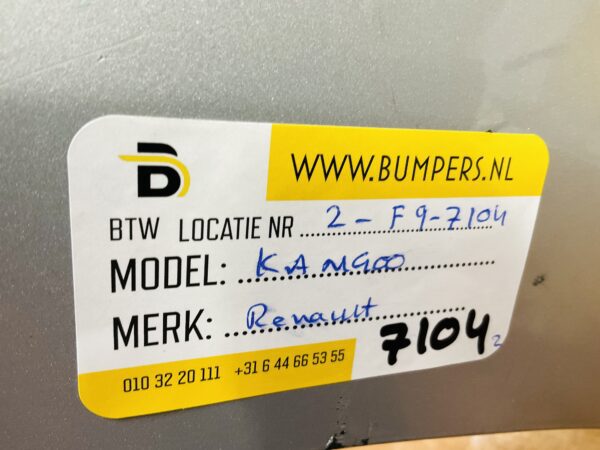 B
WWW.BUMPERS.NL
BTW LOCATIE NR 2-F9-7104
MODEL: KANGOO
MERK: Renault
7104
2
010 32 20 111 +31 6 44 66 53 55